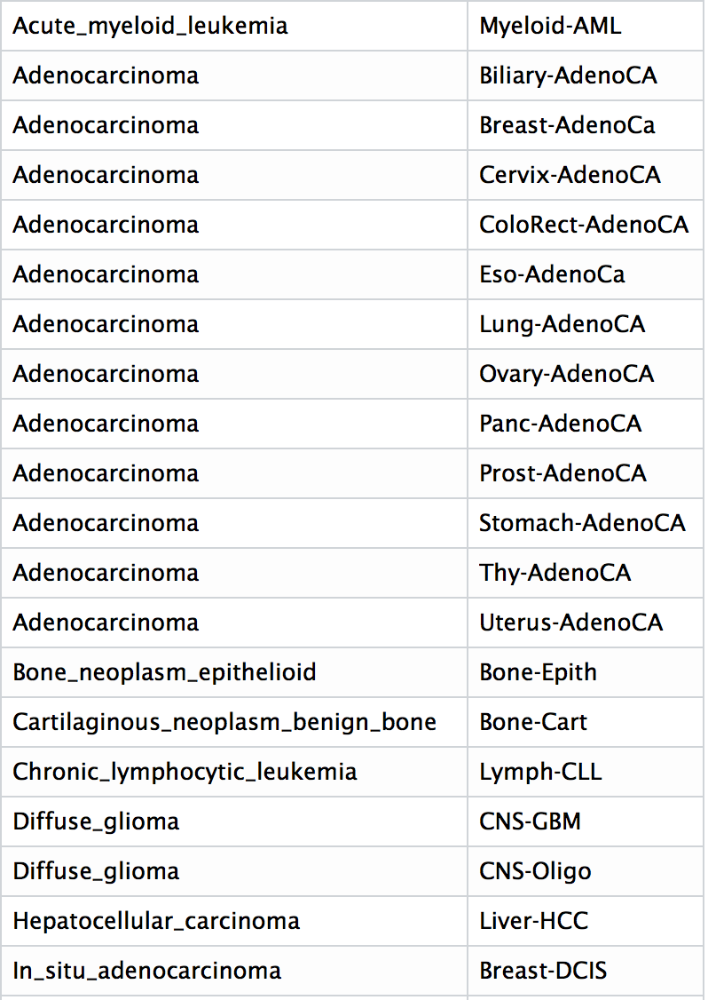 Acute_myeloid_leukemia Myeloid-AML
Adenocarcinoma Biliary-AdenoCA
Adenocarcinoma Breast-AdenoCa
Adenocarcinoma Cervix-AdenoCA
Adenocarcinoma ColoRect-AdenoCA
Adenocarcinoma Eso-AdenoCa
Adenocarcinoma Lung-AdenoCA
Adenocarcinoma Ovary-AdenoCA
Adenocarcinoma Panc-AdenoCA
Adenocarcinoma Prost-AdenoCA
Adenocarcinoma Stomach-AdenoCA
Adenocarcinoma Thy-AdenoCA
Adenocarcinoma Uterus-AdenoCA
Bone_neoplasm_epithelioid Bone-Epith
Cartilaginous_neoplasm_benign_bone Bone-Cart
Chronic_lymphocytic_leukemia Lymph-CLL
Diffuse_glioma CNS-GBM
Diffuse_glioma CNS-Oligo
Hepatocellular_carcinoma Liver-HCC
In_situ_adenocarcinoma Breast-DCIS